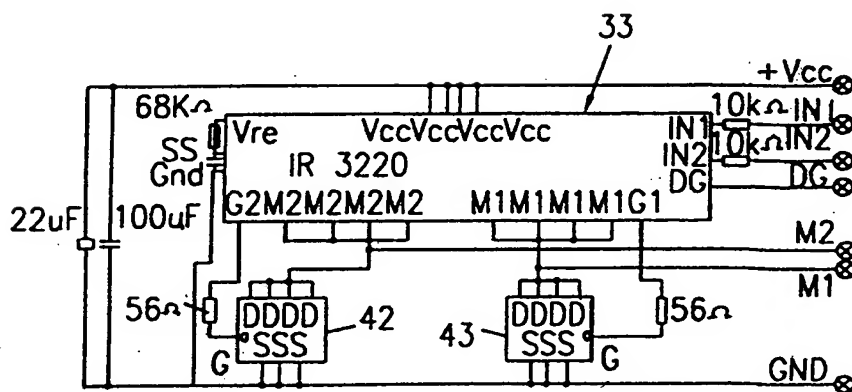 33
+Vcc
68KΩ
10kΩ IN1
Vre
VccVccVccVcc
IN1
SS
IN2
10kΩ IN2
Gnd
IR 3220
DG
DG
22uF
100uF
G2M2M2M2M2
M1M1M1M1G1
M2
M1
56Ω
DDDD
42
43
DDDD
56Ω
SSS
SSS
G
G
GND